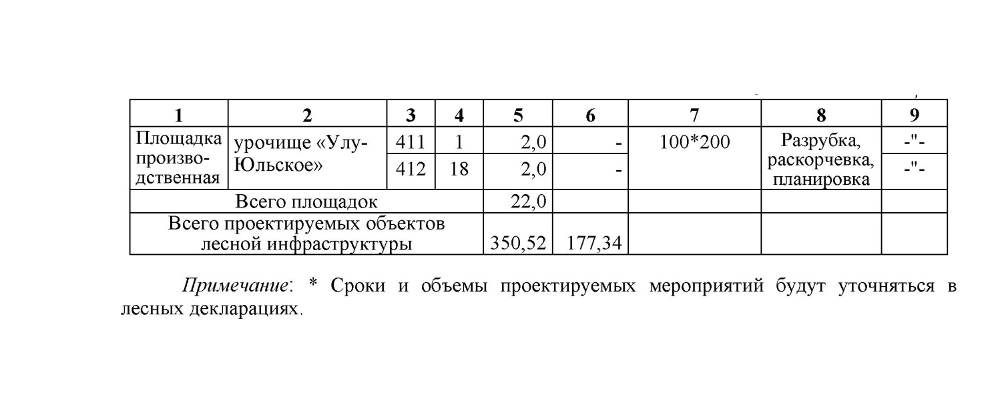 1 2 3 4 5 6 7 8 9
Площадка урочище «Улу- 411 1 2,0 - 100*200 Разрубка, -"-
произво- Юльское» 412 18 2,0 - раскорчевка, -"-
дственная планировка
Всего площадок 22,0
Всего проектируемых объектов
лесной инфраструктуры 350,52 177,34
Примечание: * Сроки и объемы проектируемых мероприятий будут уточняться в
лесных декларациях.